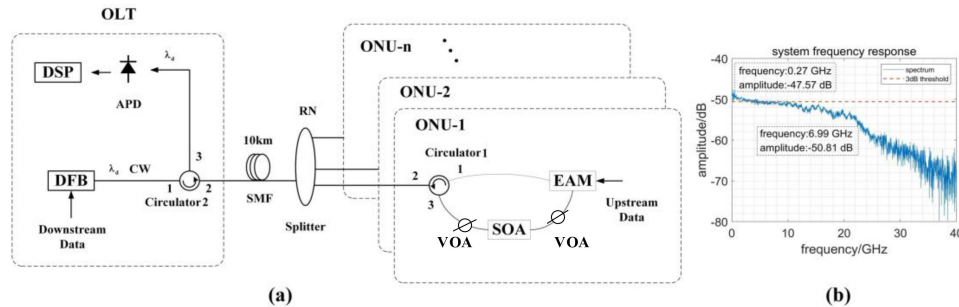 OLT
DSP
APD
λd
DFB
λd
CW
1
2
3
Circulator 2
Downstream
Data
10km
SMF
RN
Splitter
ONU-n
ONU-2
ONU-1
Circulator1
1
2
3
EAM
Upstream
Data
VOA
SOA
VOA
(a)
(b)
system frequency response
-40
-50
-60
-70
-80
amplitude/dB
frequency:0.27 GHz
amplitude:-47.57 dB
spectrum
3dB threshold
frequency:6.99 GHz
amplitude:-50.81 dB
0
10
20
30
40
frequency/GHz